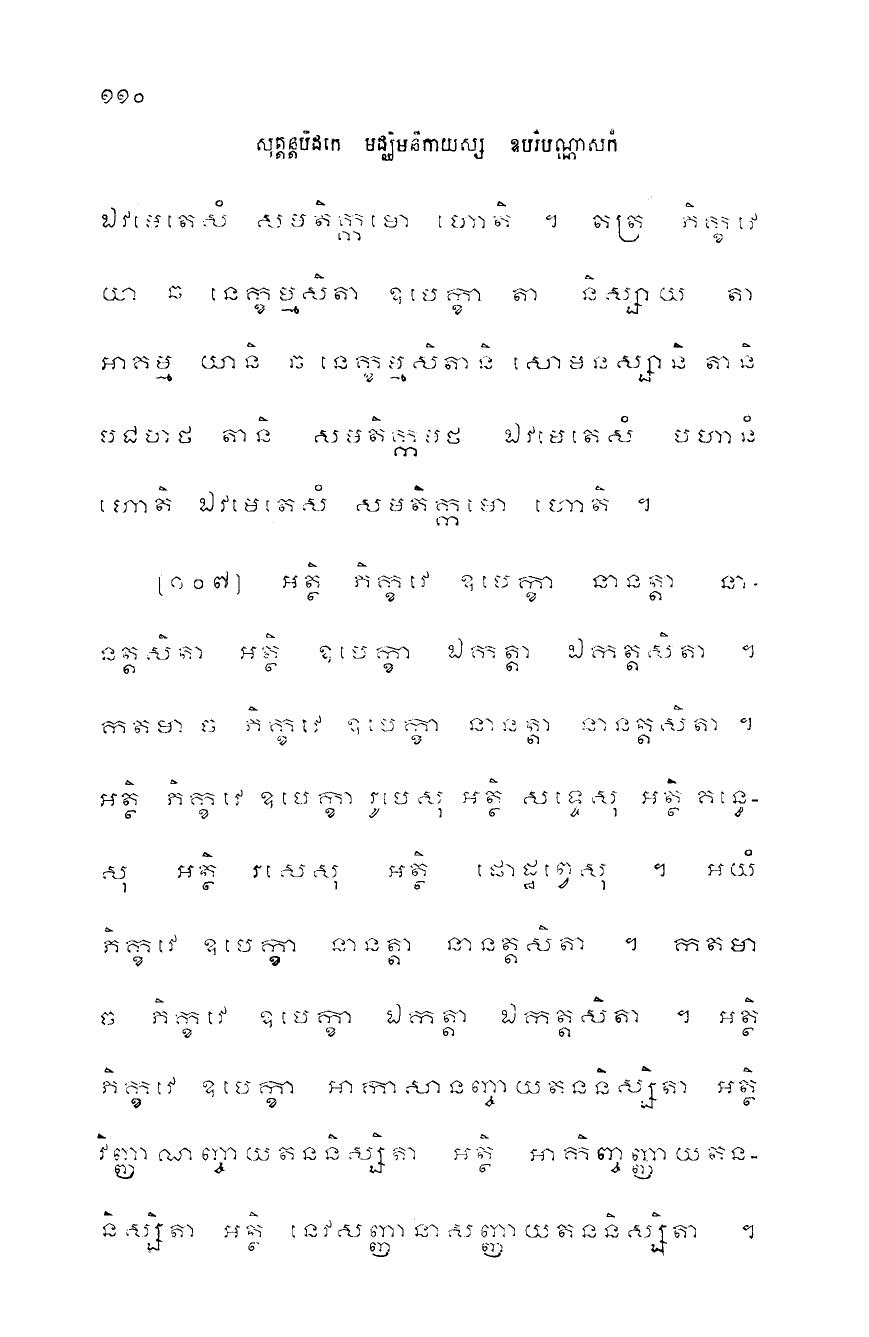 ១១០
សុត្តន្តបិដកេ មជ្ឈិមនិកាយស្ស ឧបរិបណ្ណាសកំ
ឯវមេតេសំ សមតិក្កមោ ហោតិ ។ តត្រ ភិក្ខវេ
យា ច នេក្ខម្មសិតា ឧបេក្ខា តា និស្សាយ តា
អាគម្ម យានិ ច នេក្ខម្មសិតានិ សោមនស្សានិ តានិ
បជហថ តានិ សមតិក្កមថ ឯវមេតេសំ បហានំ
ហោតិ ឯវមេតេសំ សមតិក្កមោ ហោតិ ។
[១០៧] អត្ថិ ភិក្ខវេ ឧបេក្ខា នានត្តា នា-
នត្តសិតា អត្ថិ ឧបេក្ខា ឯកត្តា ឯកត្តសិតា ។
កតមា ច ភិក្ខវេ ឧបេក្ខា នានត្តា នានត្តសិតា ។
អត្ថិ ភិក្ខវេ ឧបេក្ខា រូបេសុ អត្ថិ សទ្ទេសុ អត្ថិ គន្ធេ-
សុ អត្ថិ រសេសុ អត្ថិ ផោដ្ឋព្វេសុ ។ អយំ
ភិក្ខវេ ឧបេក្ខា នានត្តា នានត្តសិតា ។ កតមា
ច ភិក្ខវេ ឧបេក្ខា ឯកត្តា ឯកត្តសិតា ។ អត្ថិ
ភិក្ខវេ ឧបេក្ខា អាកាសានញ្ចាយតននិស្សិតា អត្ថិ
វិញ្ញាណញ្ចាយតននិស្សិតា អត្ថិ អាកិញ្ចញ្ញាយតន-
និស្សិតា អត្ថិ នេវសញ្ញានាសញ្ញាយតននិស្សិតា ។